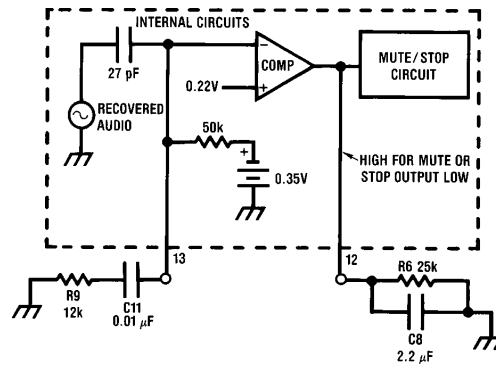 INTERNAL CIRCUITS
27 pF
−
COMP
+
0.22V
MUTE/STOP
CIRCUIT
RECOVERED
AUDIO
50k
+
0.35V
HIGH FOR MUTE OR
STOP OUTPUT LOW
13
12
R9
12k
C11
0.01 μF
R6 25k
C8
2.2 μF